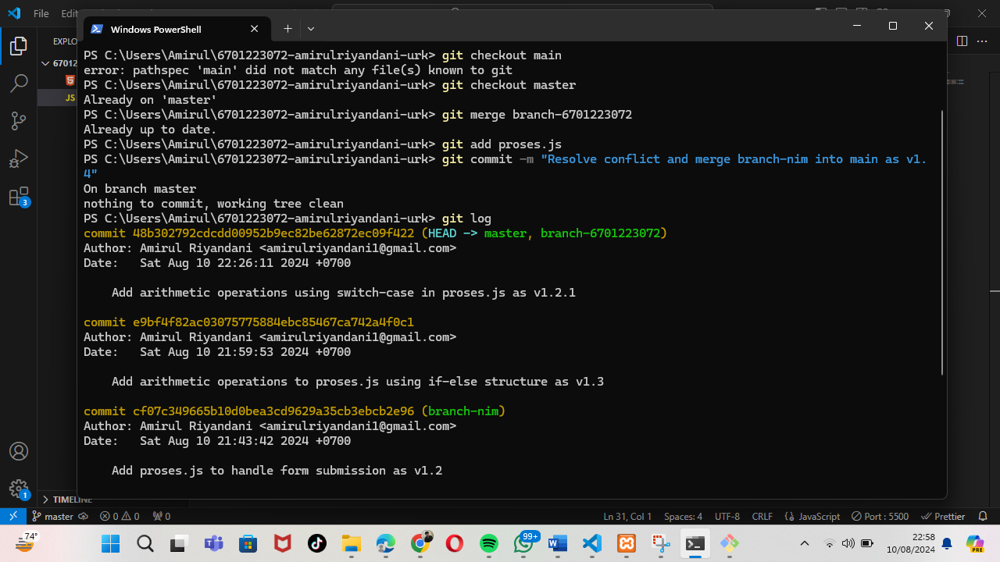 File
Edit
Windows PowerShell
EXPLO
67012
JS
PS C:\Users\Amirul\6701223072-amirulriyandani-urk> git checkout main
error: pathspec 'main' did not match any file(s) known to git
PS C:\Users\Amirul\6701223072-amirulriyandani-urk> git checkout master
Already on 'master'
PS C:\Users\Amirul\6701223072-amirulriyandani-urk> git merge branch-6701223072
Already up to date.
PS C:\Users\Amirul\6701223072-amirulriyandani-urk> git add proses.js
PS C:\Users\Amirul\6701223072-amirulriyandani-urk> git commit -m "Resolve conflict and merge branch-nim into main as v1.
4"
On branch master
nothing to commit, working tree clean
PS C:\Users\Amirul\6701223072-amirulriyandani-urk> git log
commit 48b302792cdcdd00952b9ec82be62872ec09f422 (HEAD -> master, branch-6701223072)
Author: Amirul Riyandani <amirulriyandani1@gmail.com>
Date:   Sat Aug 10 22:26:11 2024 +0700
    Add arithmetic operations using switch-case in proses.js as v1.2.1
commit e9bf4f82ac03075775884ebc85467ca742a4f0c1
Author: Amirul Riyandani <amirulriyandani1@gmail.com>
Date:   Sat Aug 10 21:59:53 2024 +0700
    Add arithmetic operations to proses.js using if-else structure as v1.3
commit cf07c349665b10d0bea3cd9629a35cb3ebcb2e96 (branch-nim)
Author: Amirul Riyandani <amirulriyandani1@gmail.com>
Date:   Sat Aug 10 21:43:42 2024 +0700
    Add proses.js to handle form submission as v1.2
3
1
TIMELINE
master
0 0
0
Ln 31, Col 1
Spaces: 4
UTF-8
CRLF
JavaScript
Port : 5500
Prettier
74°
99+
22:58
10/08/2024
PRE